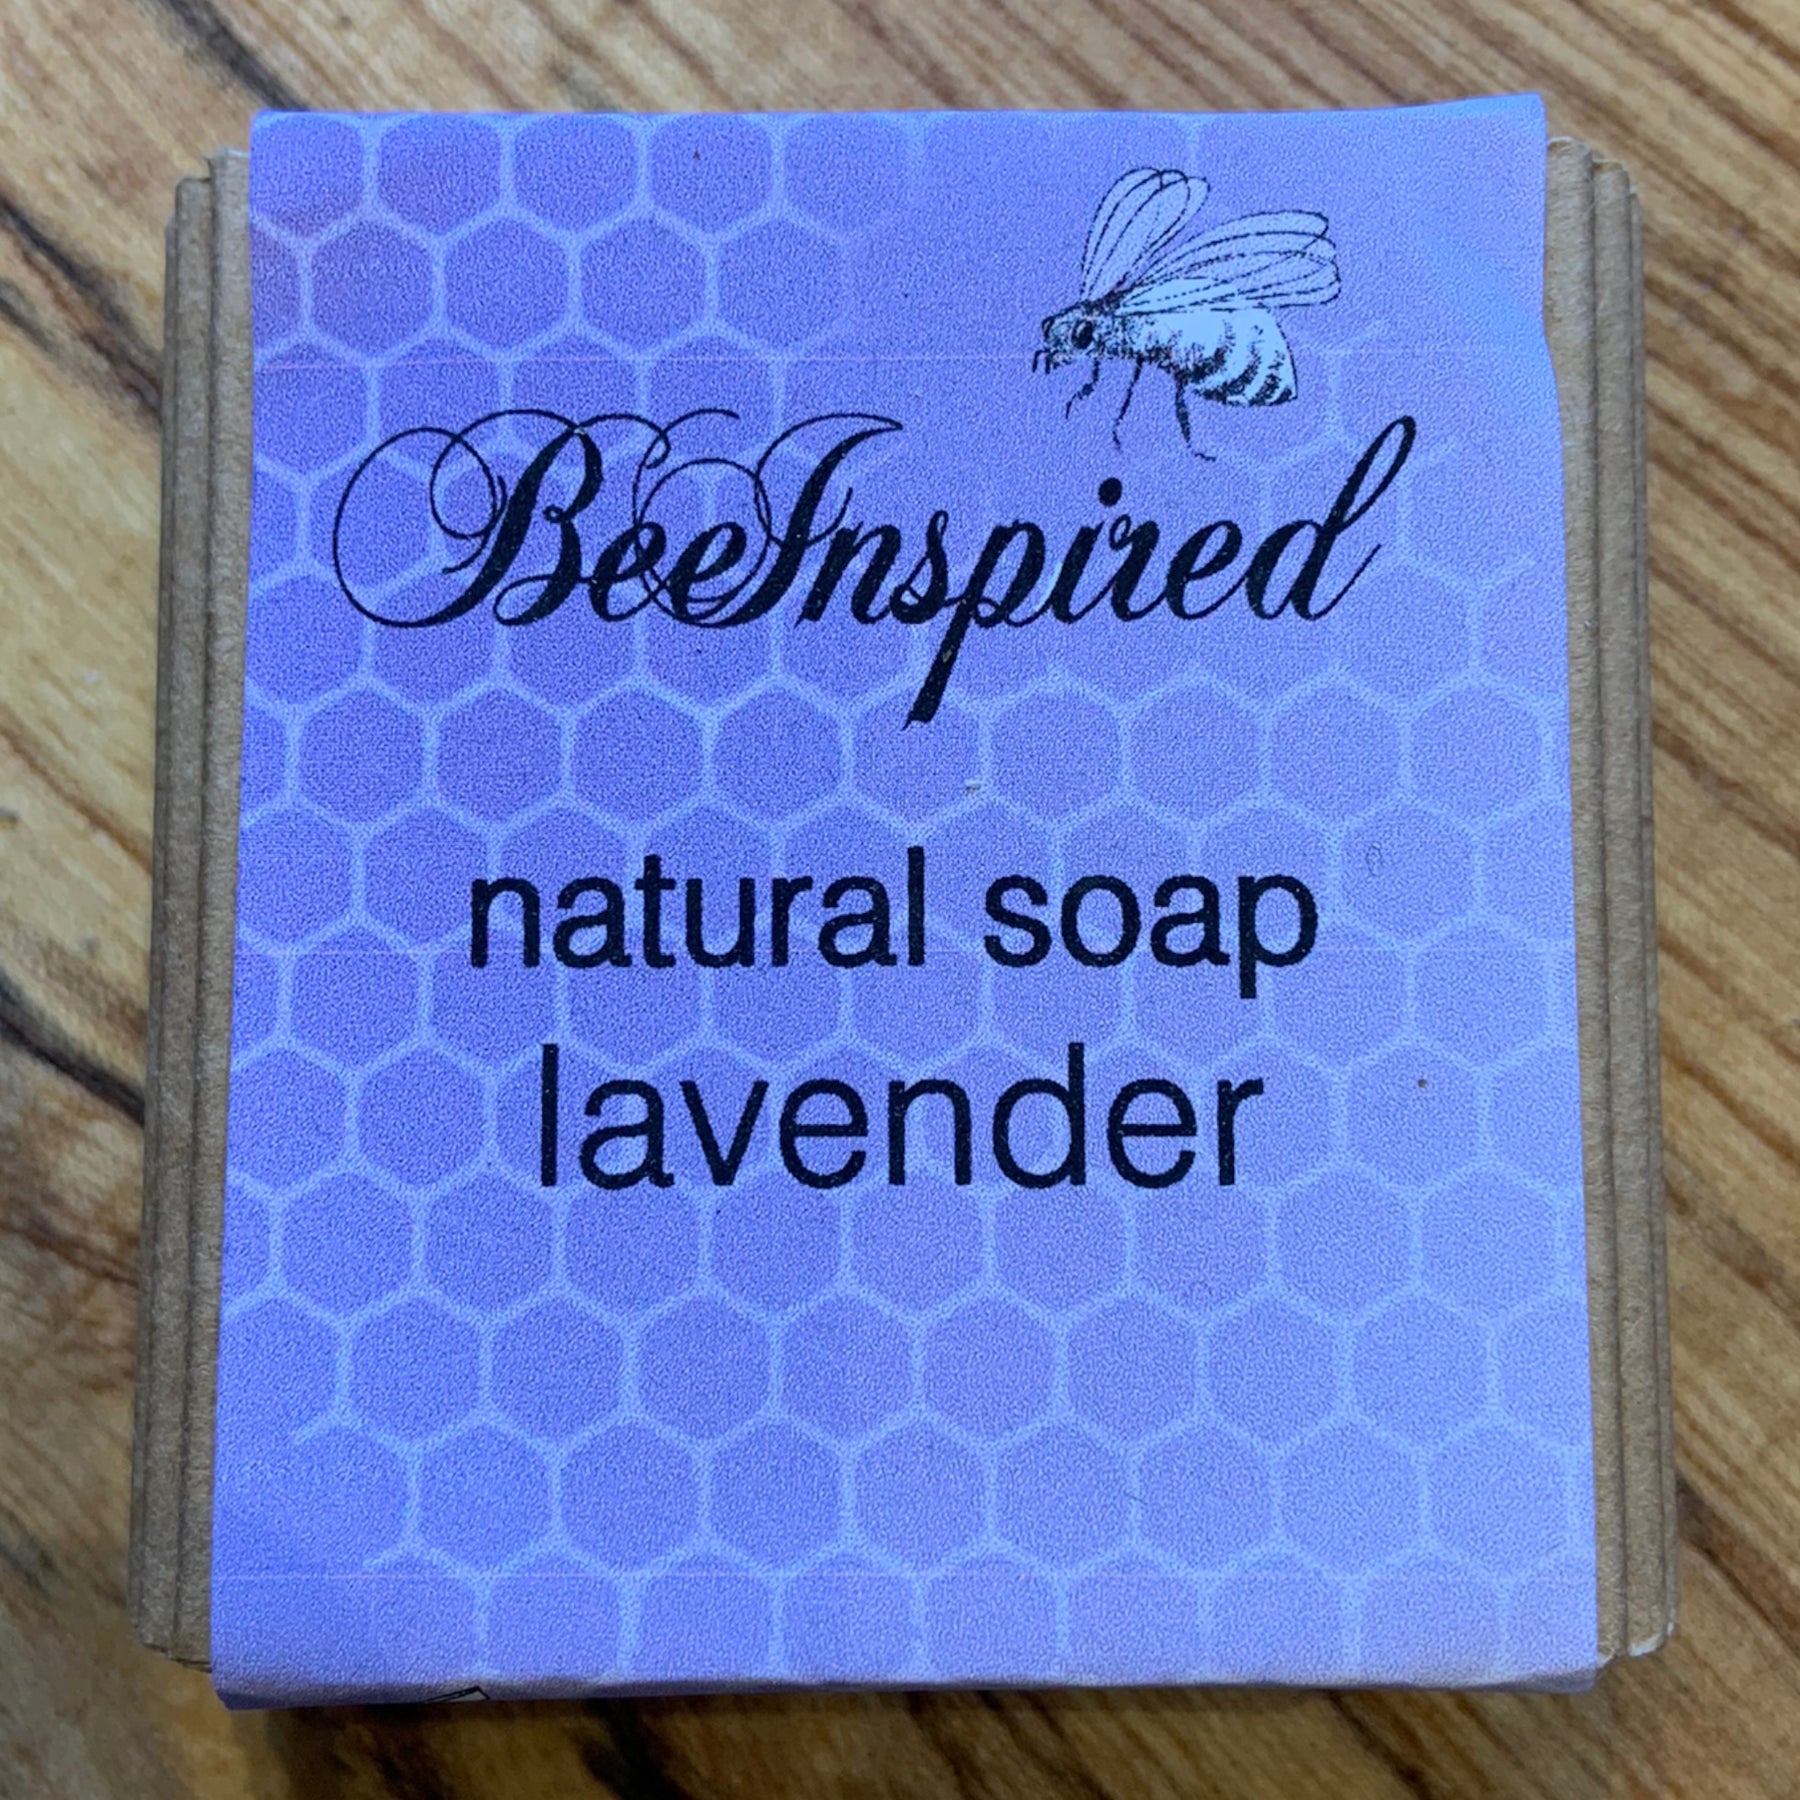 BeeInspired
natural soap
lavender